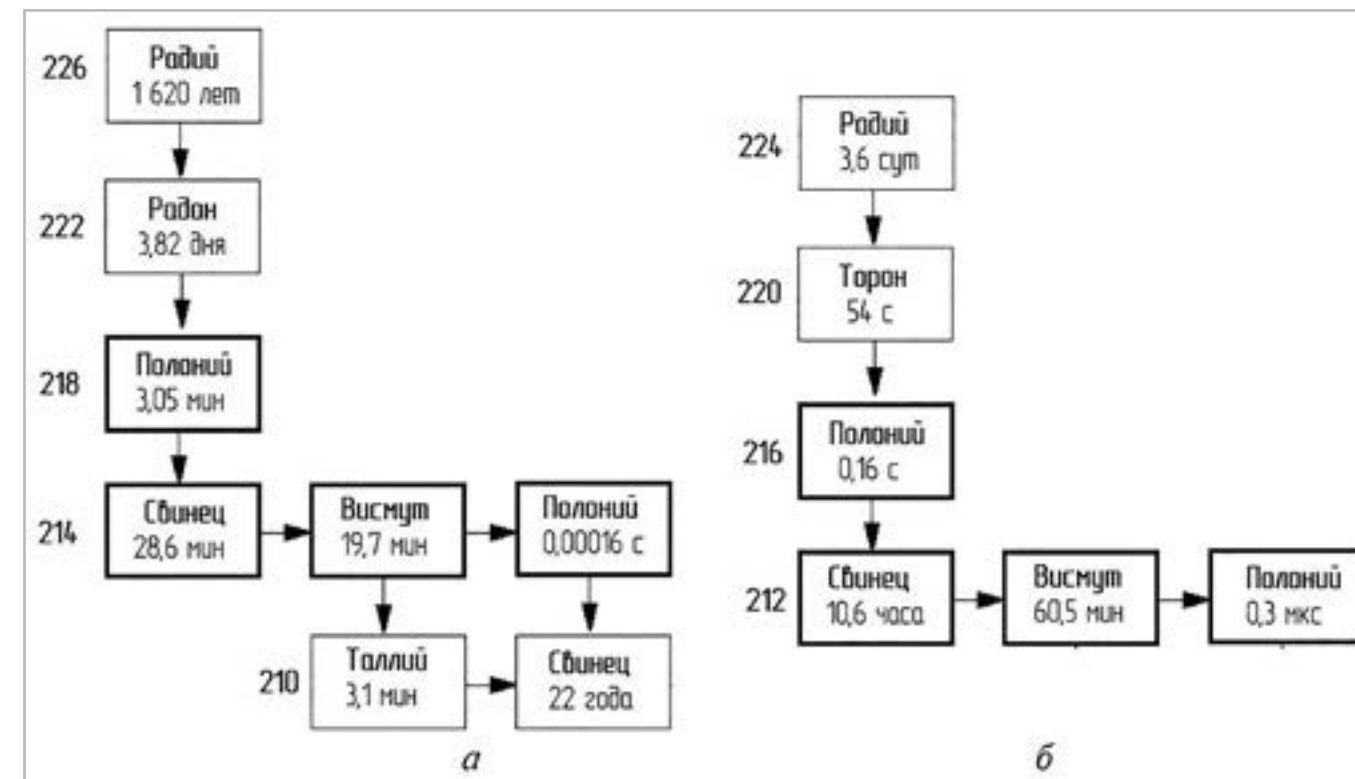 226
Радий
1 620 лет
222
Радон
3,82 дня
218
Полоний
3,05 мин
214
Свинец
28,6 мин
Висмут
19,7 мин
Полоний
0,00016 с
210
Таллий
3,1 мин
Свинец
22 года
а
224
Радий
3,6 сут
220
Торон
54 с
216
Полоний
0,16 с
212
Свинец
10,6 часа
Висмут
60,5 мин
Полоний
0,3 мкс
б